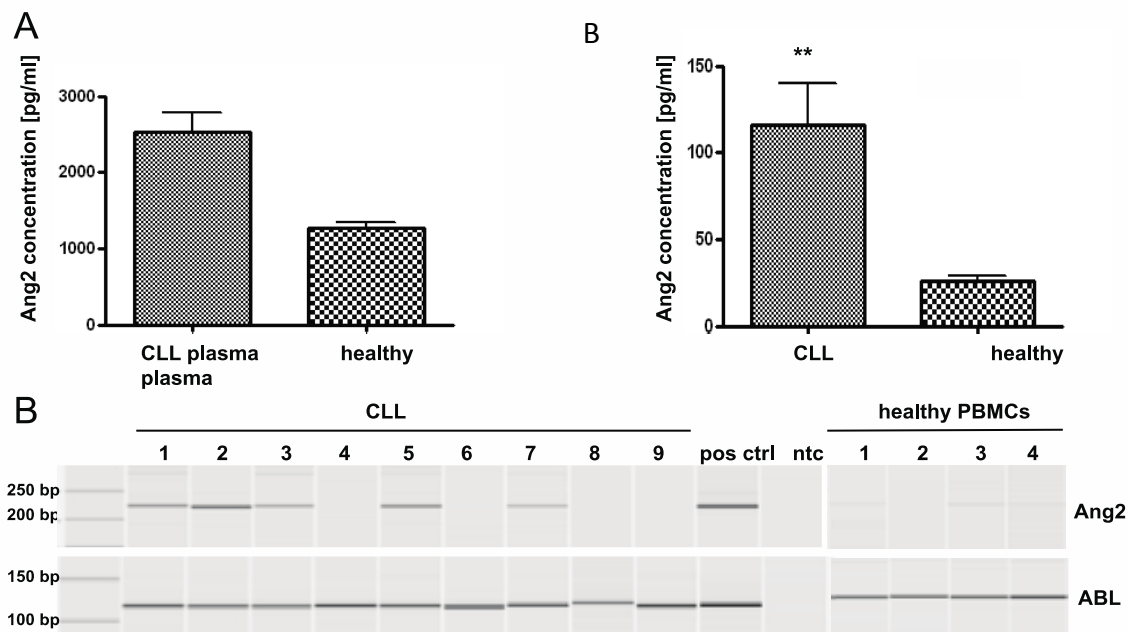 A
Ang2 concentration [pg/ml]
3000
2000
1000
0
CLL plasma
plasma
healthy
B
**
Ang2 concentration [pg/ml]
150
100
50
0
CLL
healthy
B
CLL
healthy PBMCs
1 2 3 4 5 6 7 8 9 pos ctrl ntc 1 2 3 4
250 bp
200 bp
Ang2
150 bp
100 bp
ABL